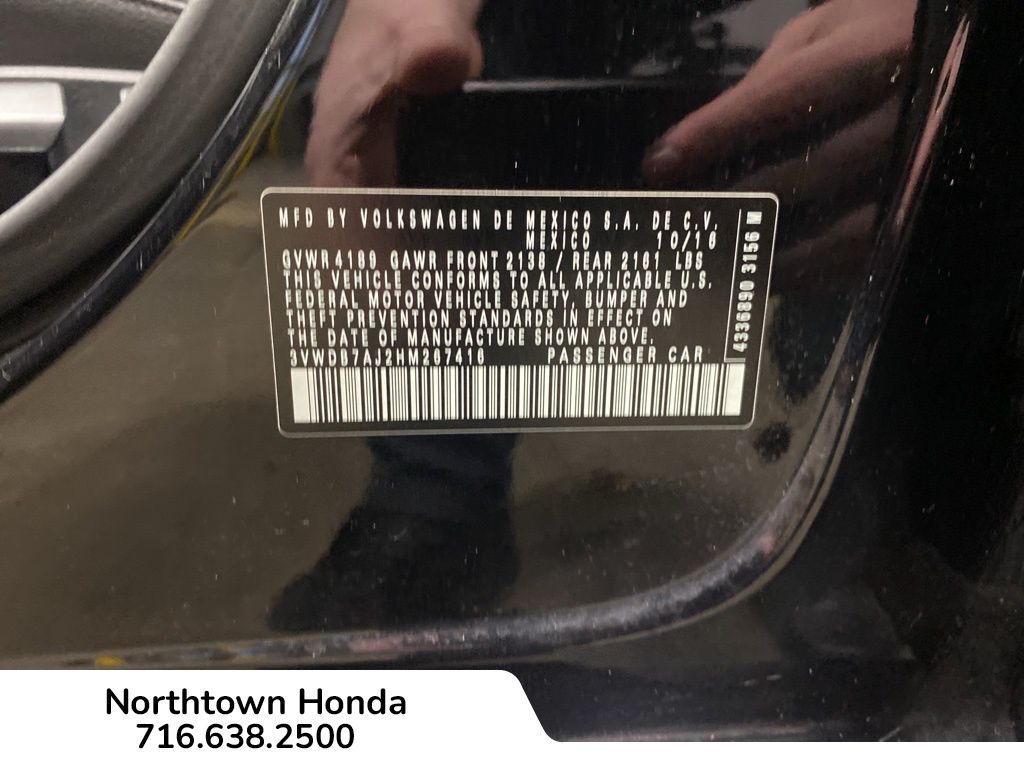 MFD BY VOLKSWAGEN DE MEXICO S.A. DE C.V.
MEXICO 10/16
GVWR 4189 GAWR FRONT 2138 / REAR 2101 LBS
THIS VEHICLE CONFORMS TO ALL APPLICABLE U.S.
FEDERAL MOTOR VEHICLE SAFETY, BUMPER AND
THEFT PREVENTION STANDARDS IN EFFECT ON
THE DATE OF MANUFACTURE SHOWN ABOVE.
3VWDB7AJ2HM267416 PASSENGER CAR
4336890 3156 M
Northtown Honda
716.638.2500